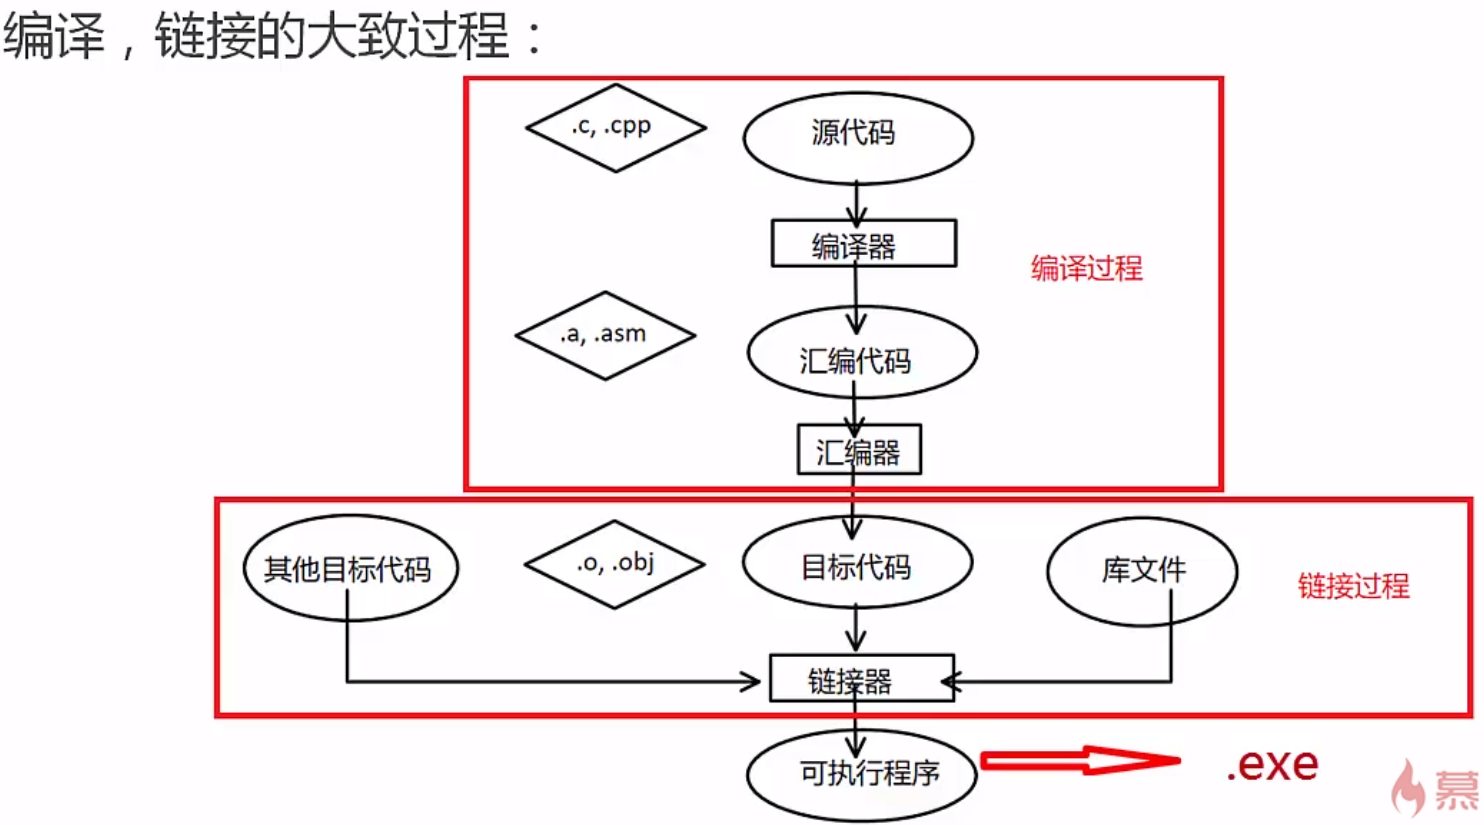 编译，链接的大致过程：
.c, .cpp
源代码
编译器
编译过程
.a, .asm
汇编代码
汇编器
其他目标代码
.o, .obj
目标代码
库文件
链接过程
链接器
可执行程序
.exe
慕